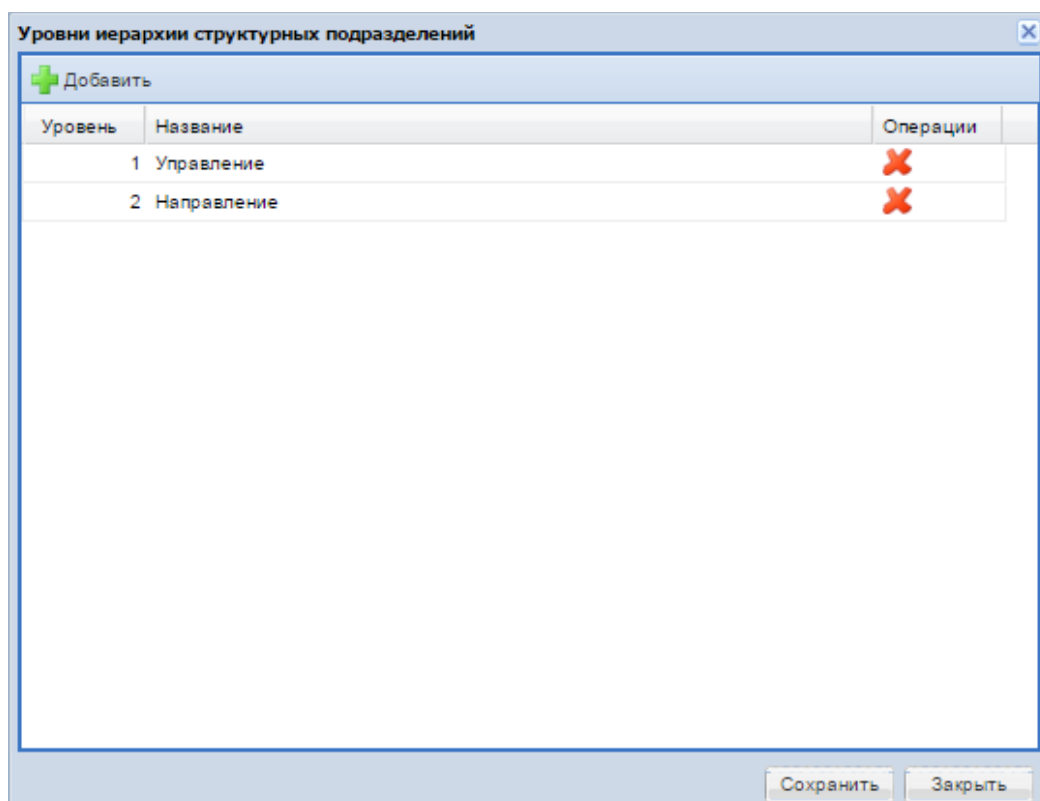 Уровни иерархии структурных подразделений
Добавить
Уровень Название Операции
1 Управление
2 Направление
Сохранить Закрыть